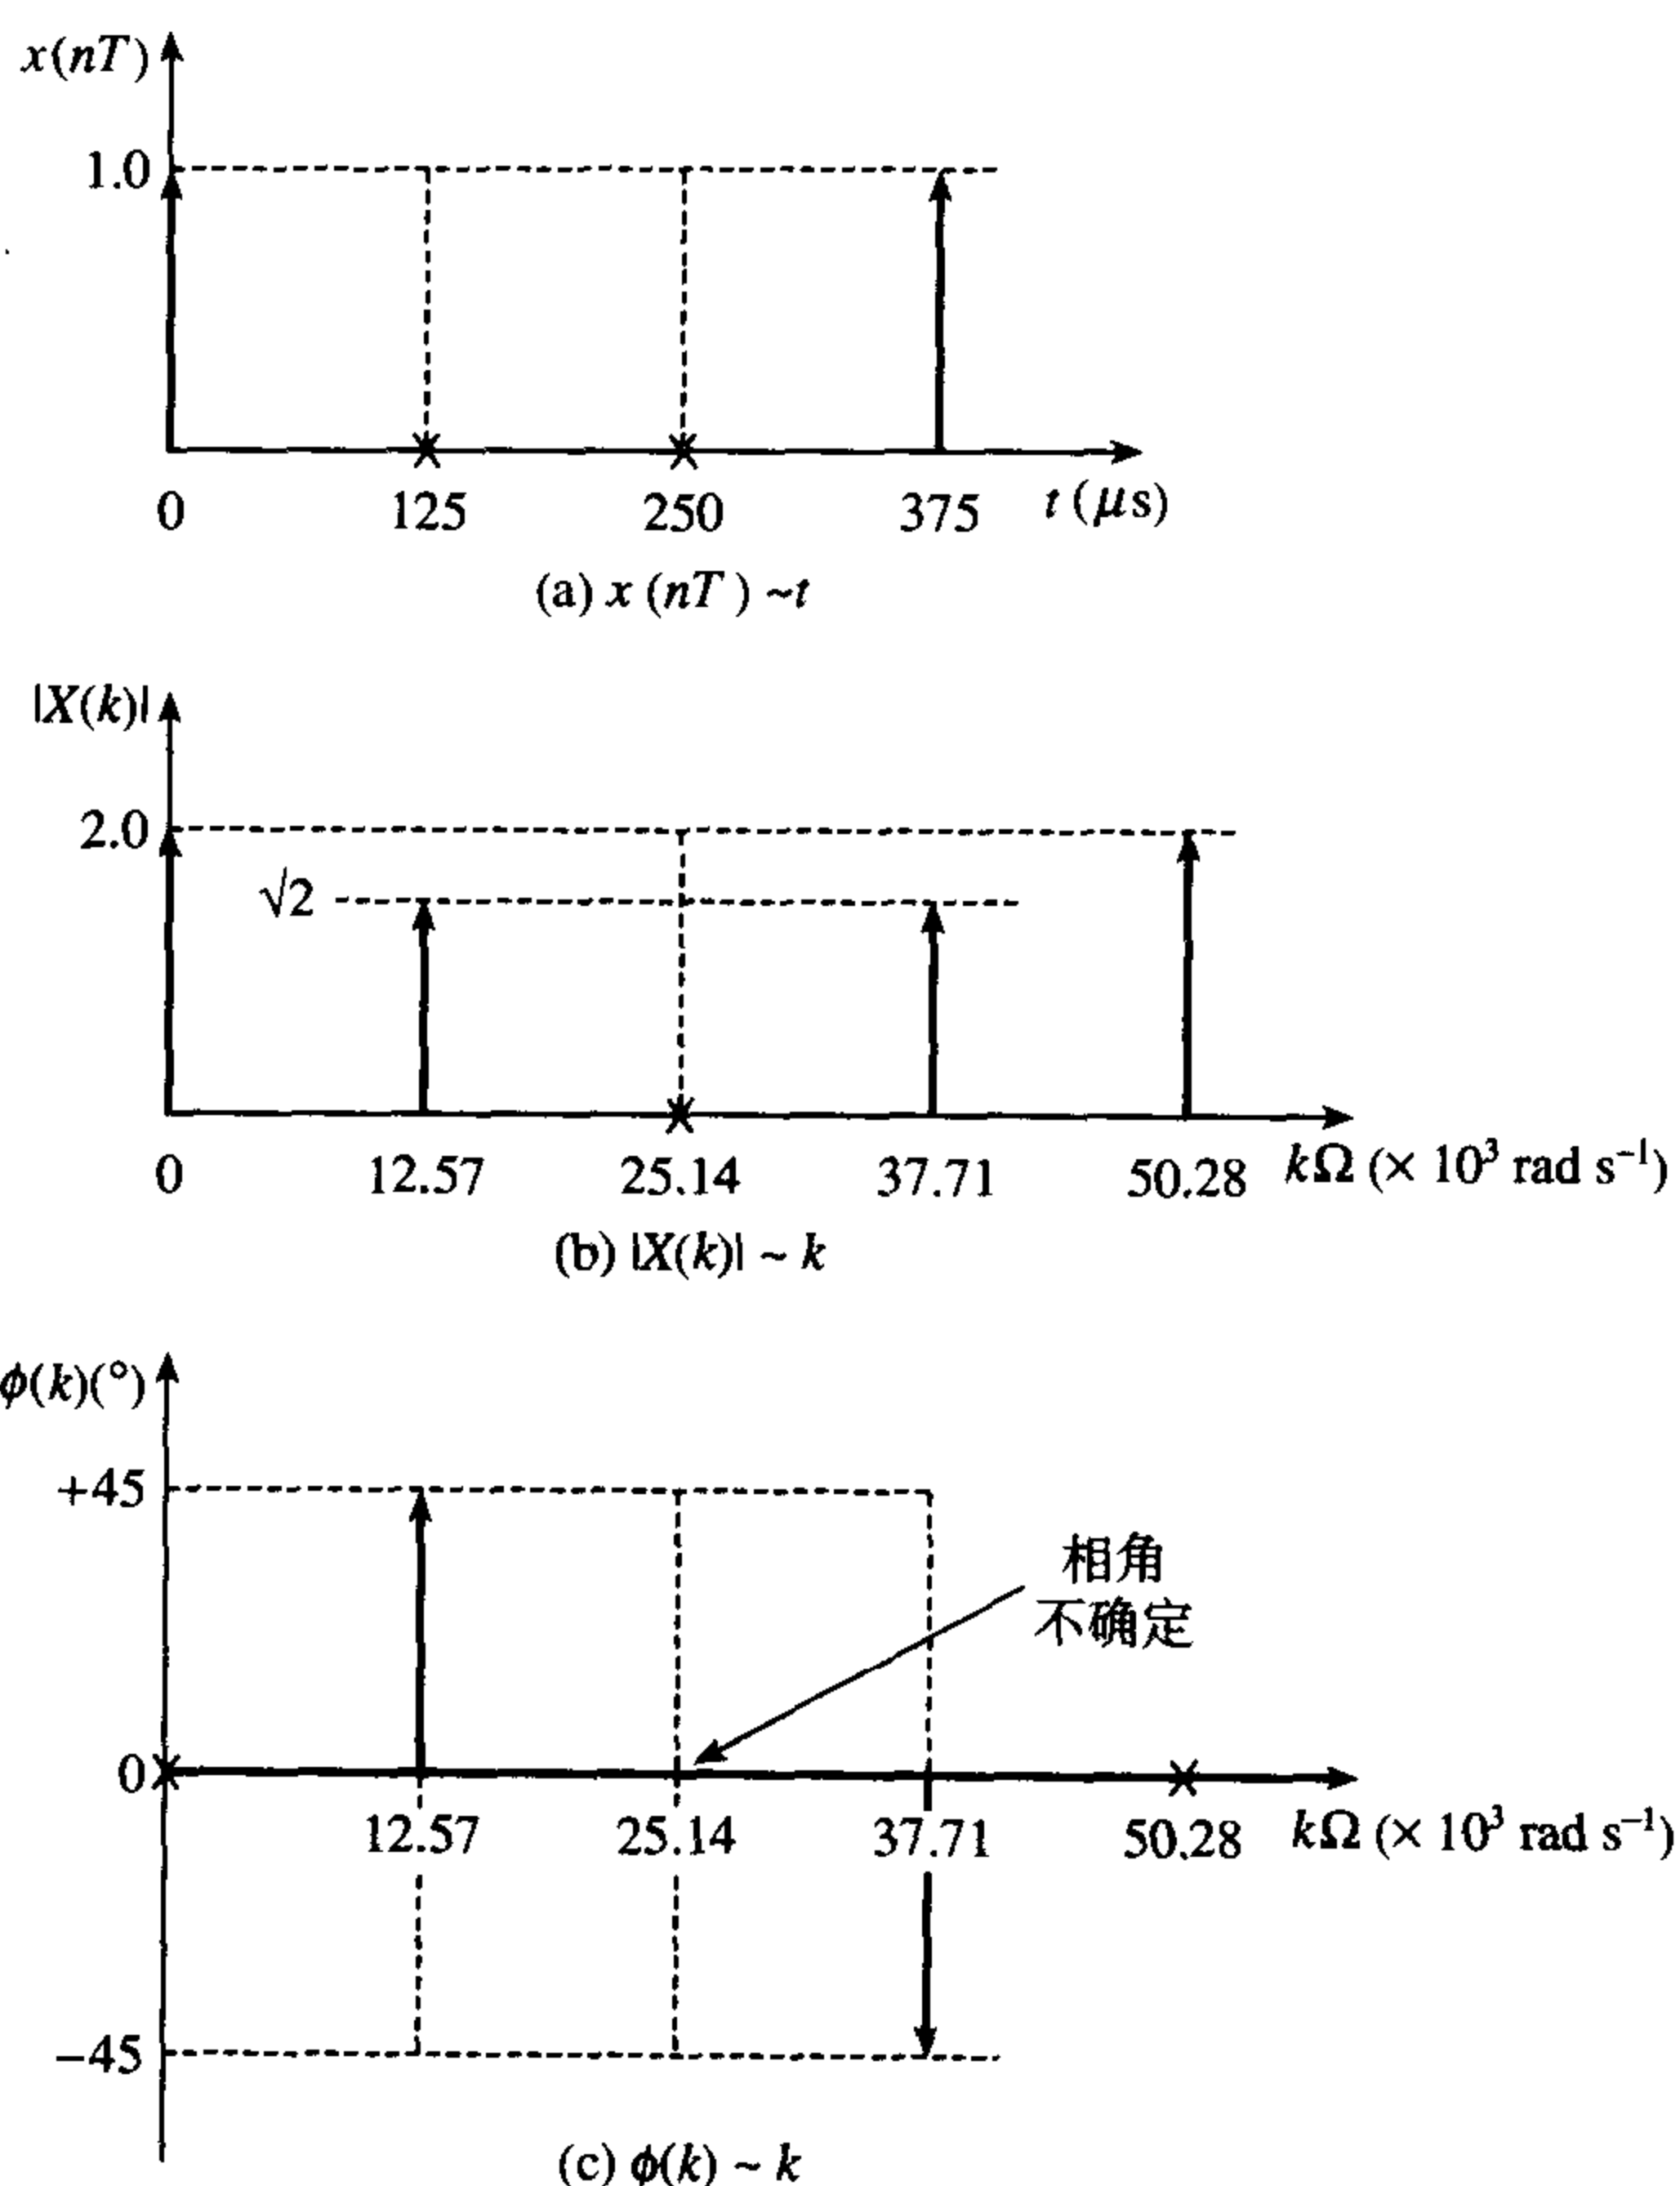 x(nT)
1.0
0 125 250 375 t (μs)
(a) x (nT) ~t
|X(k)|
2.0
√2
0 12.57 25.14 37.71 50.28 kΩ (× 10³ rad s⁻¹)
(b) |X(k)| ~ k
ϕ(k)(°)
+45
相角
不确定
0
12.57 25.14 37.71 50.28 kΩ (× 10³ rad s⁻¹)
−45
(c) ϕ(k) ~ k